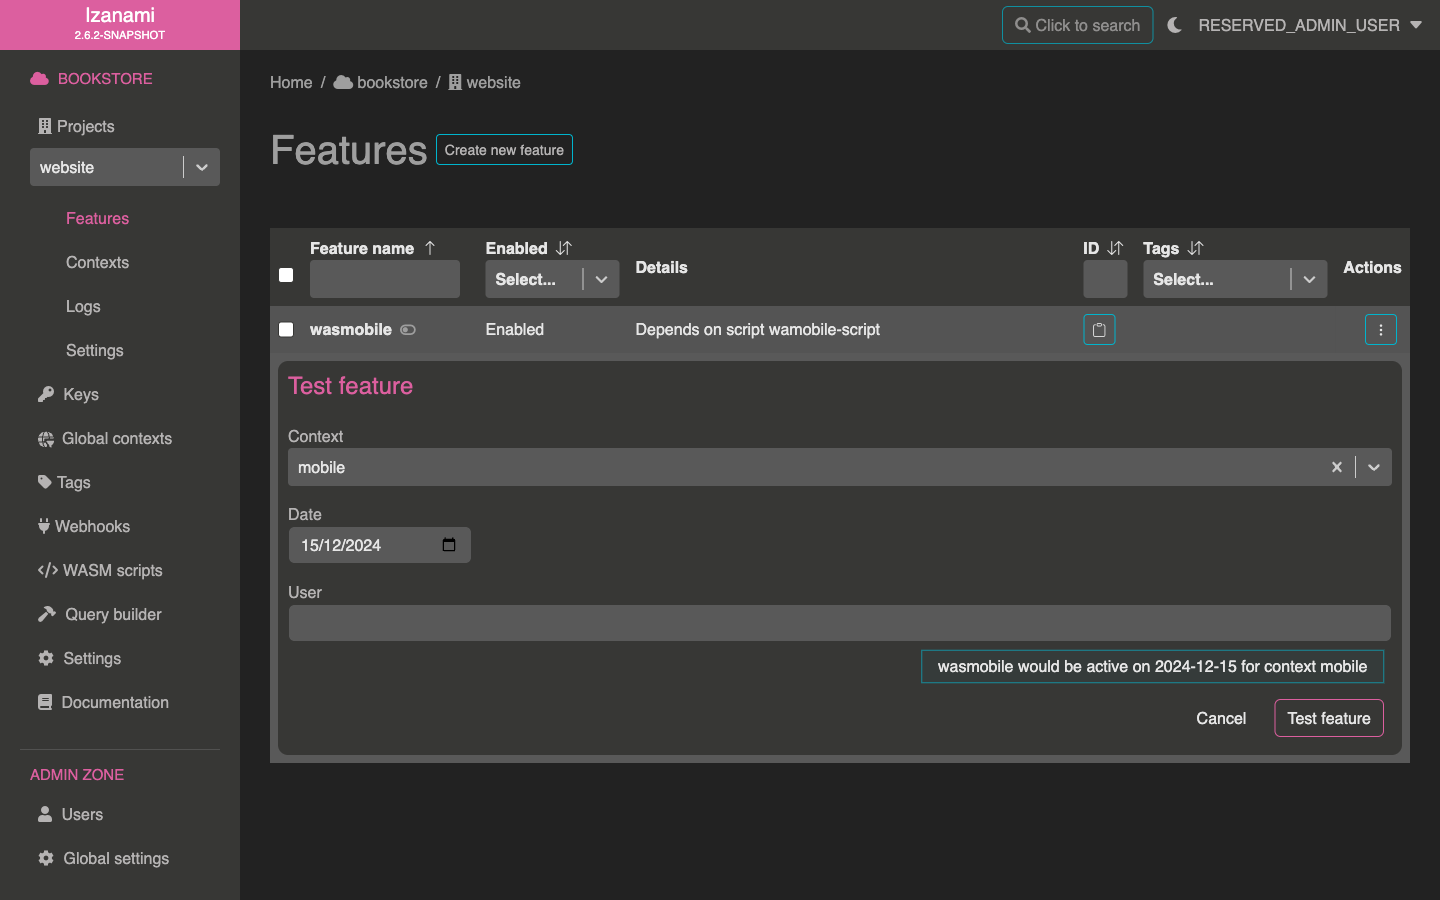 Izanami
2.6.2-SNAPSHOT
Click to search
RESERVED_ADMIN_USER
BOOKSTORE
Projects
website
Features
Contexts
Logs
Settings
Keys
Global contexts
Tags
Webhooks
WASM scripts
Query builder
Settings
Documentation
ADMIN ZONE
Users
Global settings
Home / bookstore / website
Features Create new feature
Feature name Enabled Details ID Tags Actions
Select... Select...
wasmobile Enabled Depends on script wamobile-script
Test feature
Context
mobile
Date
15/12/2024
User
wasmobile would be active on 2024-12-15 for context mobile
Cancel Test feature